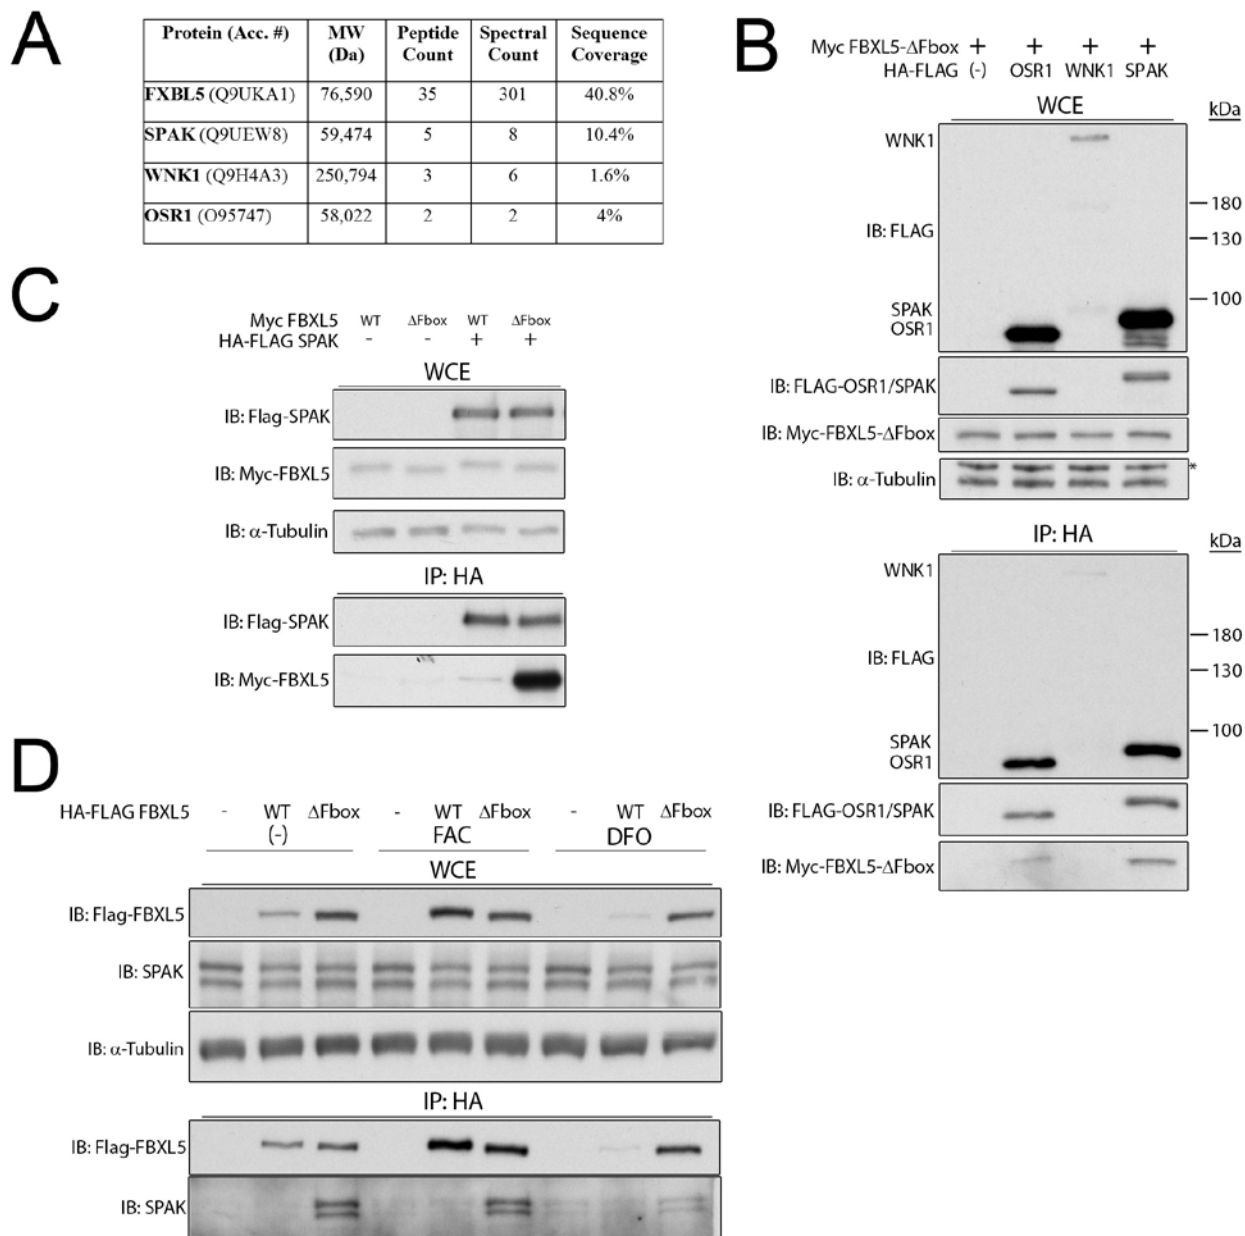 A
Protein (Acc. #) MW (Da) Peptide Count Spectral Count Sequence Coverage
FXBL5 (Q9UKA1) 76,590 35 301 40.8%
SPAK (Q9UEW8) 59,474 5 8 10.4%
WNK1 (Q9H4A3) 250,794 3 6 1.6%
OSR1 (O95747) 58,022 2 2 4%
B
Myc FBXL5-ΔFbox + + + +
HA-FLAG (-) OSR1 WNK1 SPAK
WCE
kDa
WNK1
180
IB: FLAG
130
100
SPAK
OSR1
IB: FLAG-OSR1/SPAK
IB: Myc-FBXL5-ΔFbox
IB: α-Tubulin *
IP: HA
kDa
WNK1
180
IB: FLAG
130
100
SPAK
OSR1
IB: FLAG-OSR1/SPAK
IB: Myc-FBXL5-ΔFbox
C
Myc FBXL5 WT ΔFbox WT ΔFbox
HA-FLAG SPAK - - + +
WCE
IB: Flag-SPAK
IB: Myc-FBXL5
IB: α-Tubulin
IP: HA
IB: Flag-SPAK
IB: Myc-FBXL5
D
HA-FLAG FBXL5 - WT ΔFbox - WT ΔFbox - WT ΔFbox
(-) FAC DFO
WCE
IB: Flag-FBXL5
IB: SPAK
IB: α-Tubulin
IP: HA
IB: Flag-FBXL5
IB: SPAK